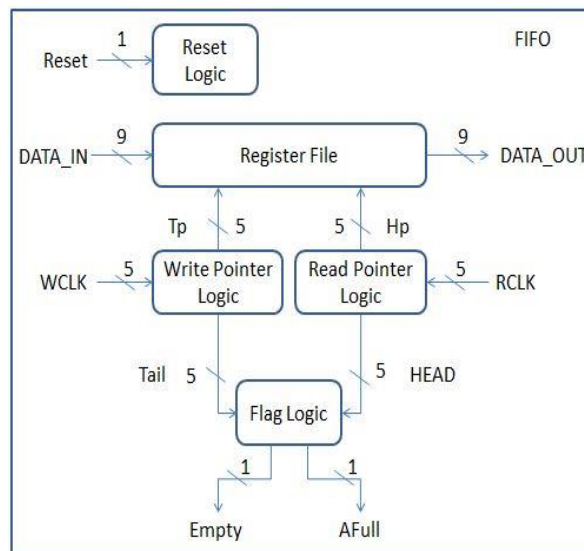 FIFO
1
Reset
Reset
Logic
9
9
DATA_IN
Register File
DATA_OUT
Tp
5
5
Hp
WCLK
5
Write Pointer
Logic
Read Pointer
Logic
5
RCLK
Tail
5
5
HEAD
Flag Logic
1
1
Empty
AFull